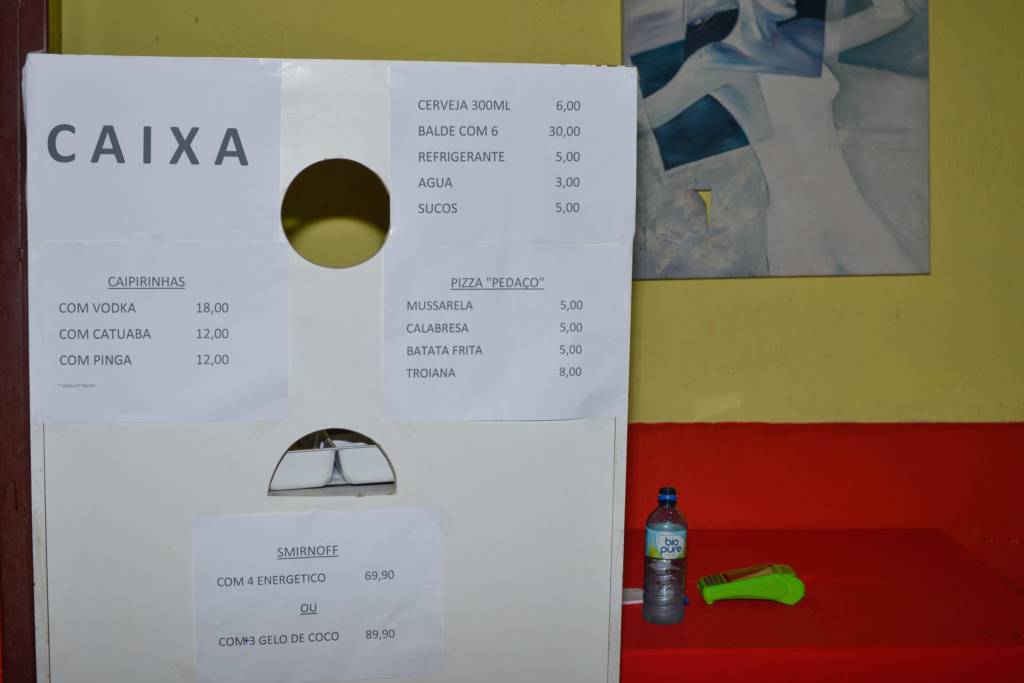 CAIXA
CERVEJA 300ML 6,00
BALDE COM 6 30,00
REFRIGERANTE 5,00
AGUA 3,00
SUCOS 5,00
CAIPIRINHAS
COM VODKA 18,00
COM CATUABA 12,00
COM PINGA 12,00
PIZZA "PEDAÇO"
MUSSARELA 5,00
CALABRESA 5,00
BATATA FRITA 5,00
TROIANA 8,00
SMIRNOFF
COM 4 ENERGETICO 69,90
OU
COM+3 GELO DE COCO 89,90
bio
pure